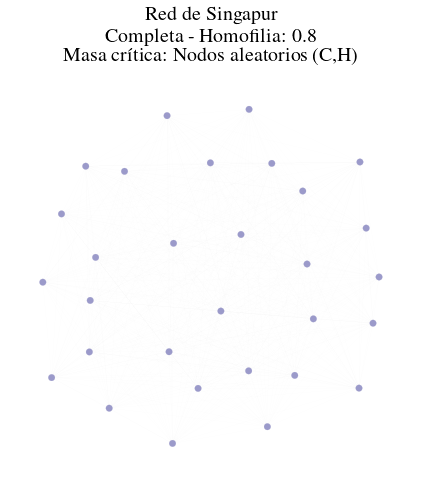 Red de Singapur
Completa - Homofilia: 0.8
Masa crítica: Nodos aleatorios (C,H)